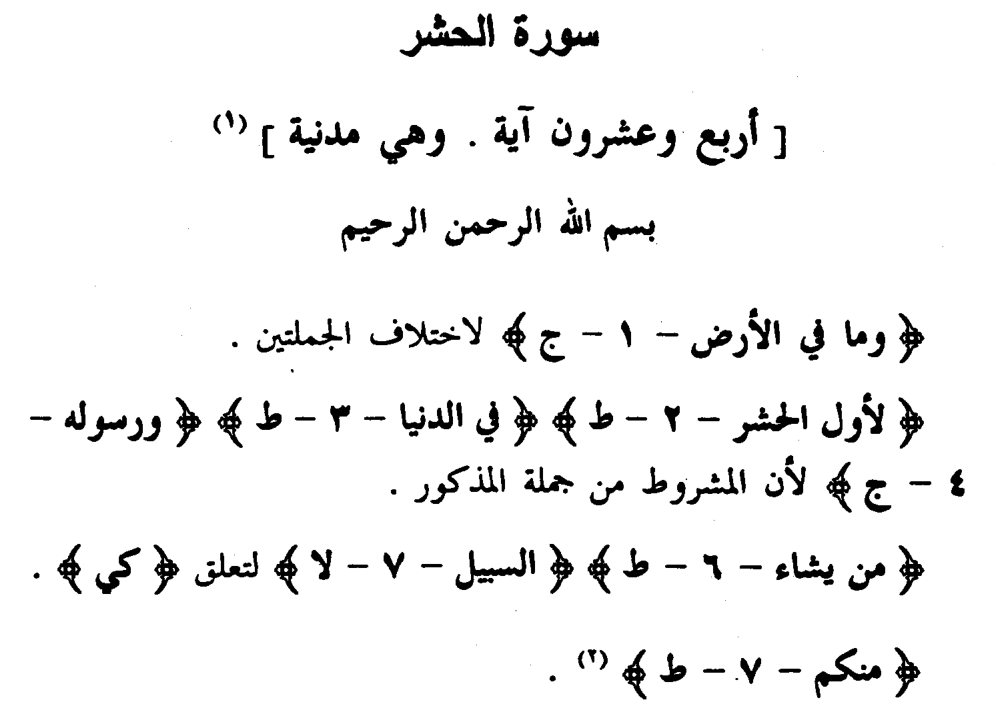 سورة الحشر
[ أربع وعشرون آية . وهي مدنية ] (١)
بسم الله الرحمن الرحيم
﴿ وما في الأرض – ١ – ج ﴾ لاختلاف الجملتين .
﴿ لأول الحشر – ٢ – ط ﴾ ﴿ في الدنيا – ٣ – ط ﴾ ﴿ ورسوله –
٤ – ج ﴾ لأن المشروط من جملة المذكور .
﴿ من يشاء – ٦ – ط ﴾ ﴿ السبيل – ٧ – لا ﴾ لتعلق ﴿ كي ﴾ .
﴿ منكم – ٧ – ط ﴾ (٢) .